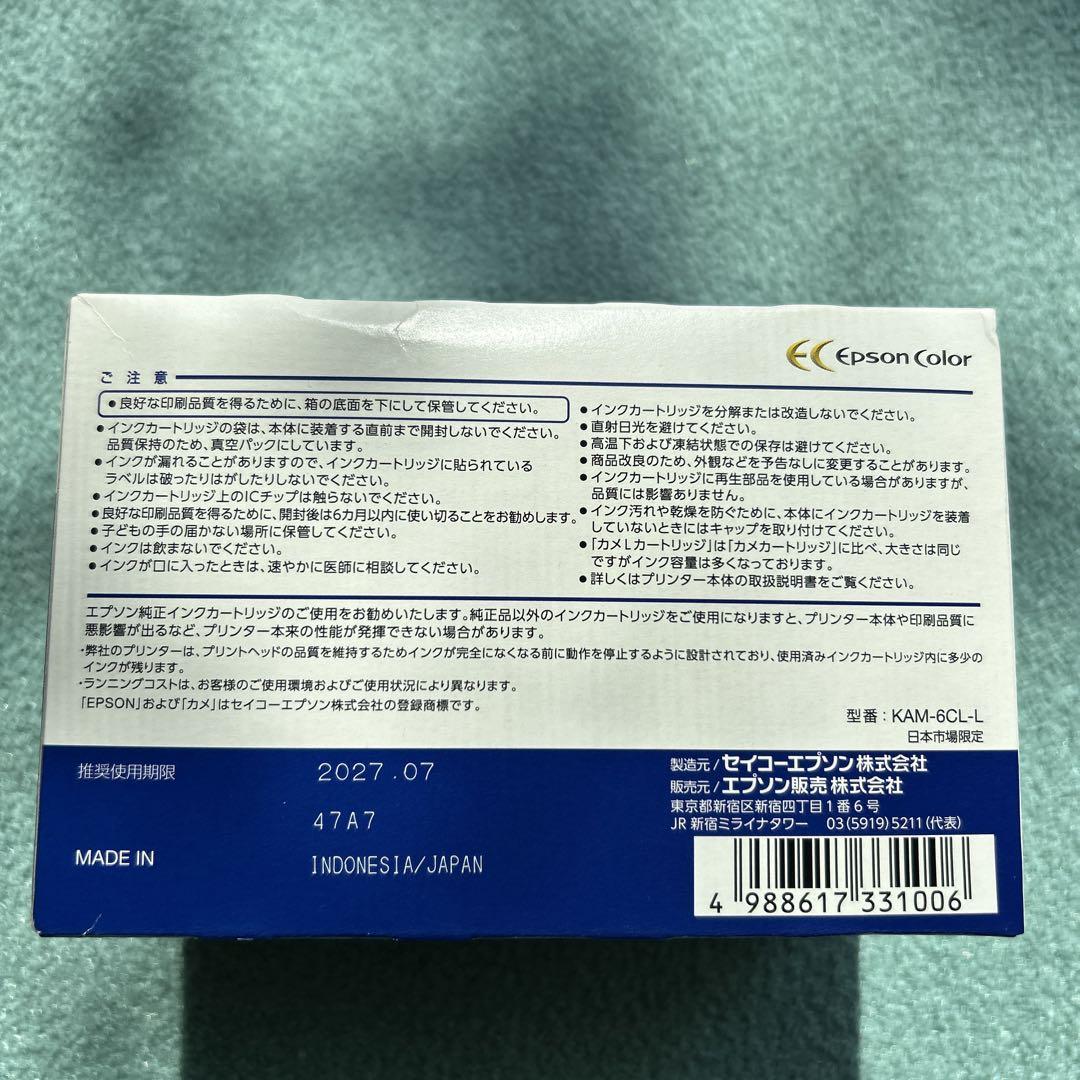 EC Epson Color
ご注意
●良好な印刷品質を得るために、箱の底面を下にして保管してください。
●インクカートリッジの袋は、本体に装着する直前まで開封しないでください。
品質保持のため、真空パックにしています。
●インクが漏れることがありますので、インクカートリッジに貼られている
ラベルは破ったりはがしたりしないでください。
●インクカートリッジ上のICチップは触らないでください。
●良好な印刷品質を得るために、開封後は6カ月以内に使い切ることをお勧めします。
●子どもの手の届かない場所に保管してください。
●インクは飲まないでください。
●インクが口に入ったときは、速やかに医師に相談してください。
●インクカートリッジを分解または改造しないでください。
●直射日光を避けてください。
●高温下および凍結状態での保存は避けてください。
●商品改良のため、外観などを予告なしに変更することがあります。
●インクカートリッジに再生部品を使用している場合がありますが、
品質には影響ありません。
●インク汚れや乾燥を防ぐために、本体にインクカートリッジを装着
していないときにはキャップを取り付けてください。
●「カメLカートリッジ」は「カメカートリッジ」に比べ、大きさは同じ
ですがインク容量は多くなっております。
●詳しくはプリンター本体の取扱説明書をご覧ください。
エプソン純正インクカートリッジのご使用をお勧めいたします。純正品以外のインクカートリッジをご使用になりますと、プリンター本体や印刷品質に
悪影響が出るなど、プリンター本来の性能が発揮できない場合があります。
・弊社のプリンターは、プリントヘッドの品質を維持するためインクが完全になくなる前に動作を停止するように設計されており、使用済みインクカートリッジ内に多少の
インクが残ります。
・ランニングコストは、お客様のご使用環境およびご使用状況により異なります。
「EPSON」および「カメ」はセイコーエプソン株式会社の登録商標です。
型番:KAM-6CL-L
日本市場限定
推奨使用期限 2027.07
47A7
MADE IN INDONESIA/JAPAN
製造元/セイコーエプソン株式会社
販売元/エプソン販売株式会社
東京都新宿区新宿四丁目1番6号
JR新宿ミライナタワー 03(5919)5211(代表)
4 988617 331006